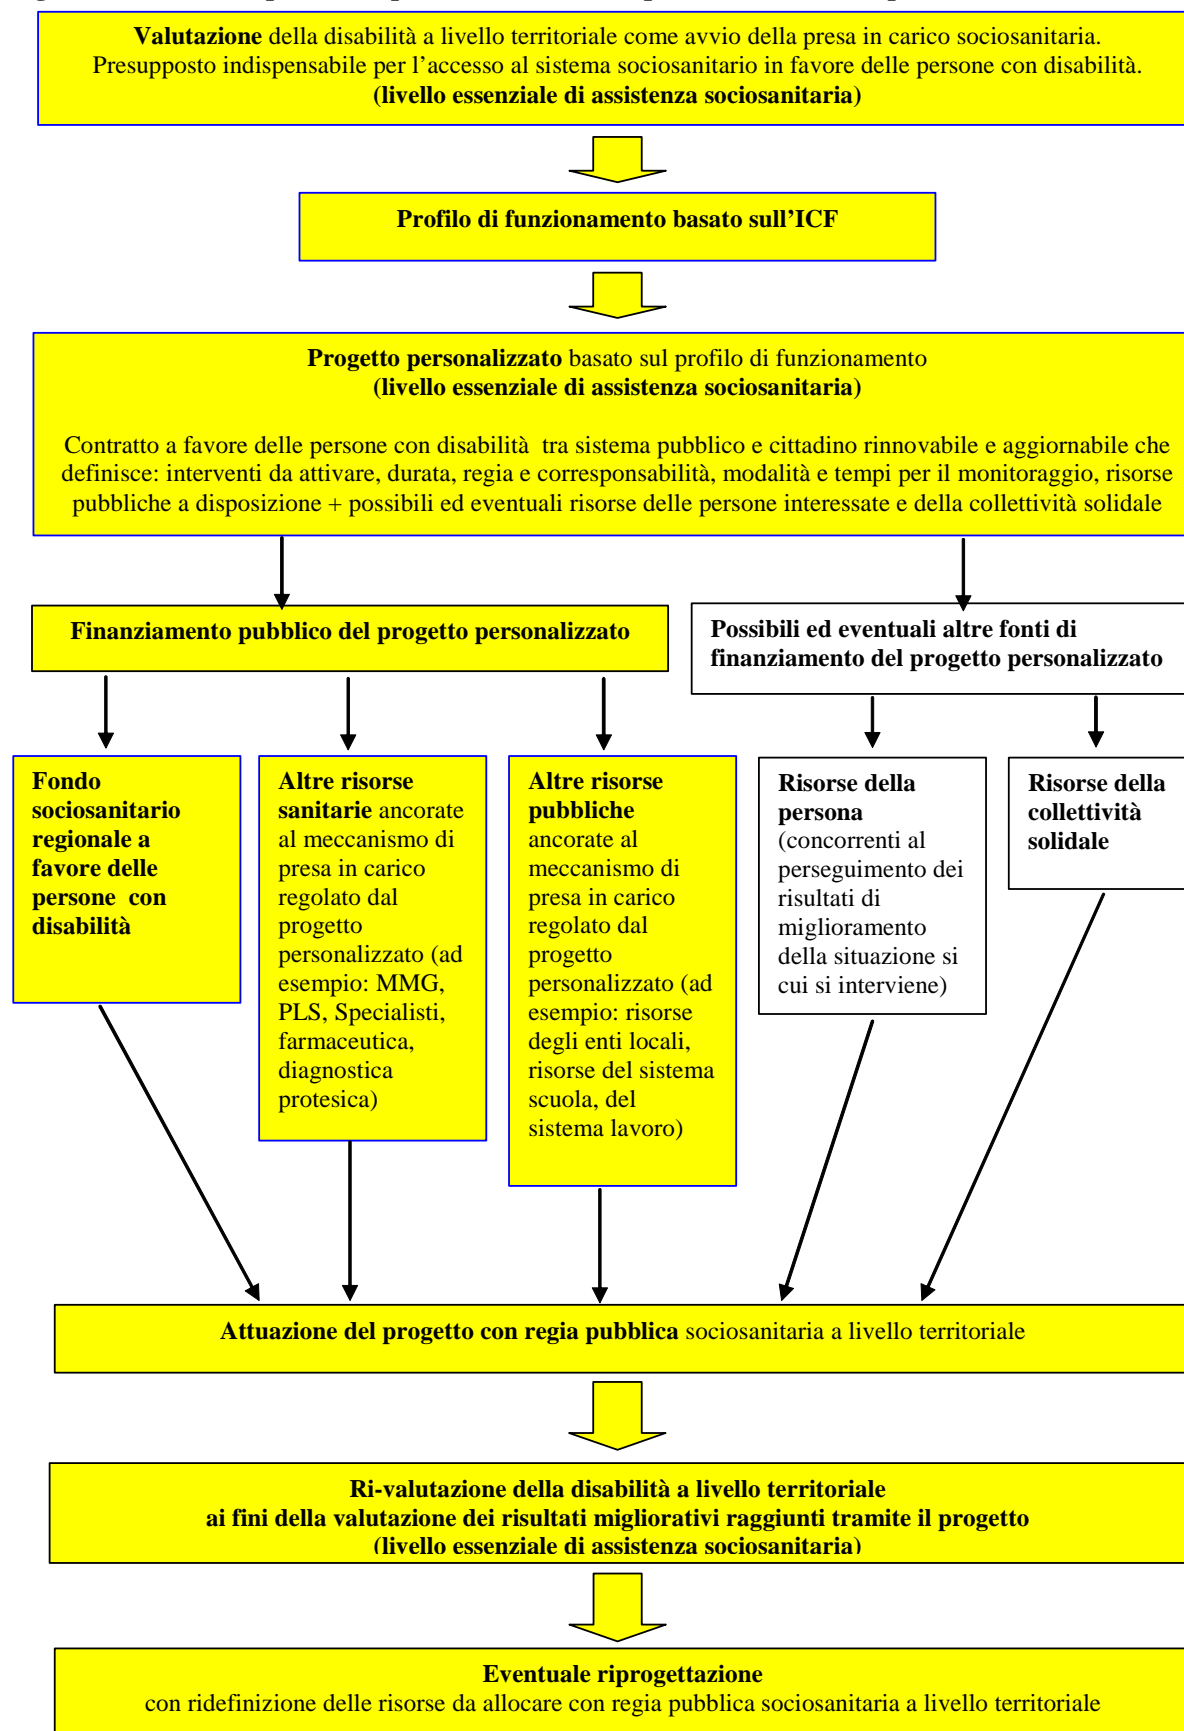 Valutazione della disabilità a livello territoriale come avvio della presa in carico sociosanitaria.
Presupposto indispensabile per l'accesso al sistema sociosanitario in favore delle persone con disabilità.
(livello essenziale di assistenza sociosanitaria)
Profilo di funzionamento basato sull'ICF
Progetto personalizzato basato sul profilo di funzionamento
(livello essenziale di assistenza sociosanitaria)
Contratto a favore delle persone con disabilità tra sistema pubblico e cittadino rinnovabile e aggiornabile che
definisce: interventi da attivare, durata, regia e corresponsabilità, modalità e tempi per il monitoraggio, risorse
pubbliche a disposizione + possibili ed eventuali risorse delle persone interessate e della collettività solidale
Finanziamento pubblico del progetto personalizzato
Possibili ed eventuali altre fonti di
finanziamento del progetto personalizzato
Fondo
sociosanitario
regionale a
favore delle
persone con
disabilità
Altre risorse
sanitarie ancorate
al meccanismo di
presa in carico
regolato dal
progetto
personalizzato (ad
esempio: MMG,
PLS, Specialisti,
farmaceutica,
diagnostica
protesica)
Altre risorse
pubbliche
ancorate al
meccanismo di
presa in carico
regolato dal
progetto
personalizzato (ad
esempio: risorse
degli enti locali,
risorse del sistema
scuola, del
sistema lavoro)
Risorse della
persona
(concorrenti al
perseguimento dei
risultati di
miglioramento
della situazione si
cui si interviene)
Risorse della
collettività
solidale
Attuazione del progetto con regia pubblica sociosanitaria a livello territoriale
Ri-valutazione della disabilità a livello territoriale
ai fini della valutazione dei risultati migliorativi raggiunti tramite il progetto
(livello essenziale di assistenza sociosanitaria)
Eventuale riprogettazione
con ridefinizione delle risorse da allocare con regia pubblica sociosanitaria a livello territoriale